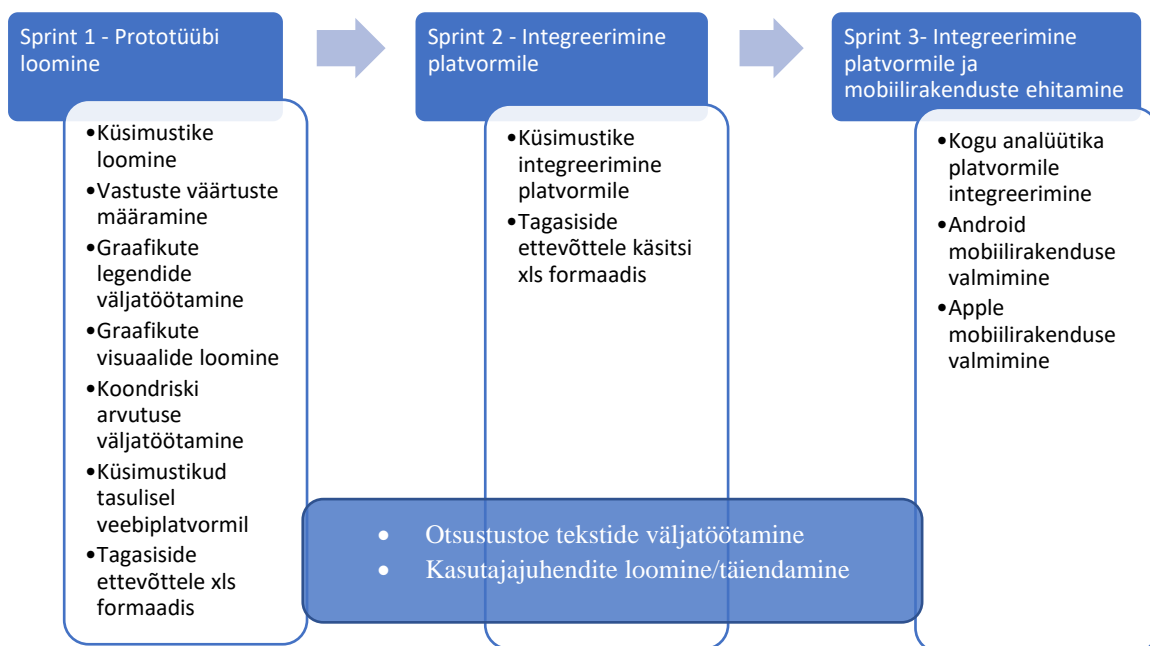 Sprint 1 - Prototüübi
loomine
•Küsimustike
loomine
•Vastuste väärtuste
määramine
•Graafikute
legendide
väljatöötamine
•Graafikute
visuaalide loomine
•Koondriski
arvutuse
väljatöötamine
•Küsimustikud
tasulisel
veebiplatvormil
•Tagasiside
ettevõttele xls
formaadis
Sprint 2 - Integreerimine
platvormile
•Küsimustike
integreerimine
platvormile
•Tagasiside
ettevõttele käsitsi
xls formaadis
Sprint 3- Integreerimine
platvormile ja
mobiilirakenduste ehitamine
•Kogu analüütika
platvormile
integreerimine
•Android
mobiilirakenduse
valmimine
•Apple
mobiilirakenduse
valmimine
• Otsustustoe tekstide väljatöötamine
• Kasutajajuhendite loomine/täiendamine